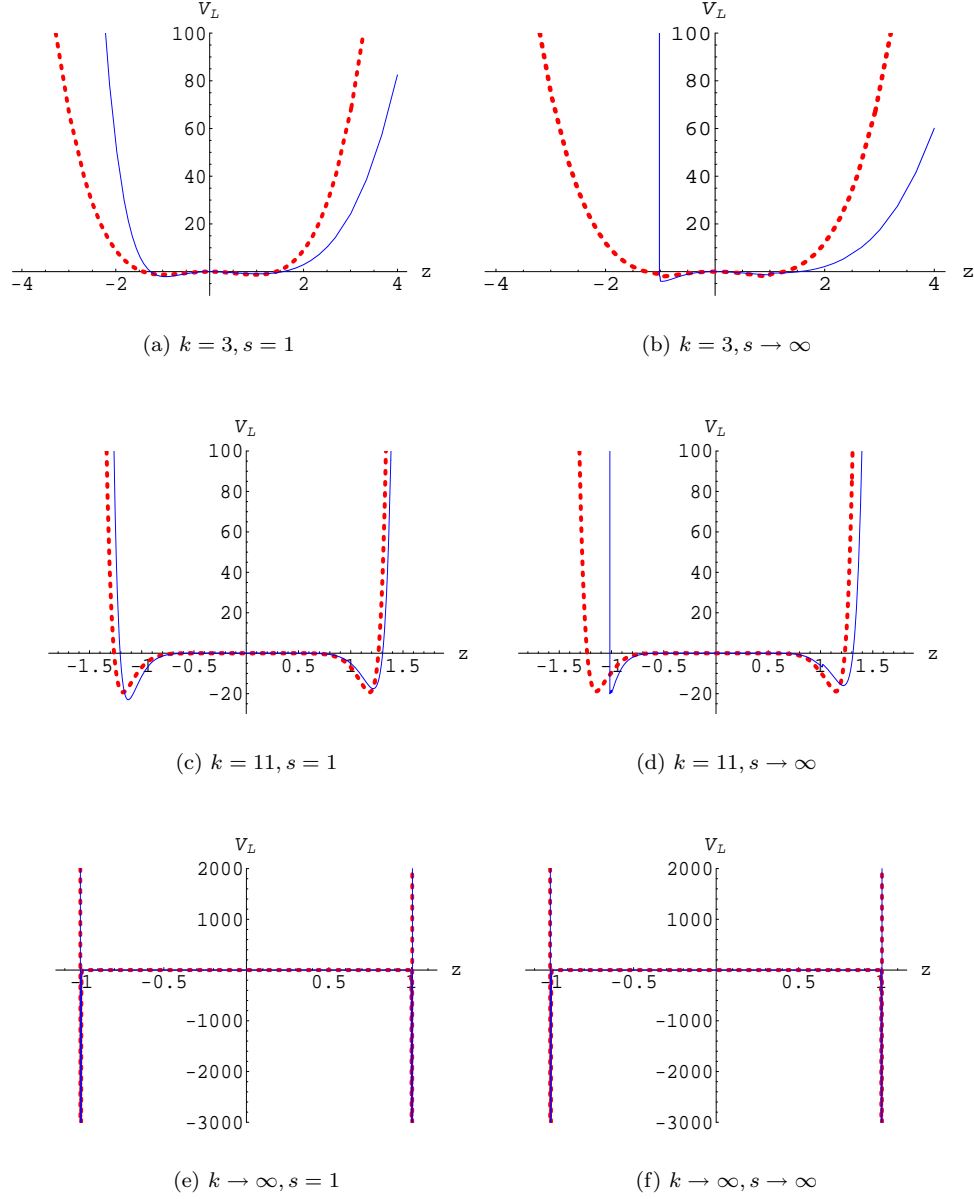 V_L V_L
100 100
80 80
60 60
40 40
20 20
-4 -2 2 4 z -4 -2 2 4 z
(a) k = 3, s = 1 (b) k = 3, s → ∞
V_L V_L
100 100
80 80
60 60
40 40
20 20
-1.5 -1 -0.5 0.5 1 1.5 z -1.5 -1 -0.5 0.5 1 1.5 z
-20 -20
(c) k = 11, s = 1 (d) k = 11, s → ∞
V_L V_L
2000 2000
1000 1000
-1 -0.5 0.5 1 z -1 -0.5 0.5 1 z
-1000 -1000
-2000 -2000
-3000 -3000
(e) k → ∞, s = 1 (f) k → ∞, s → ∞